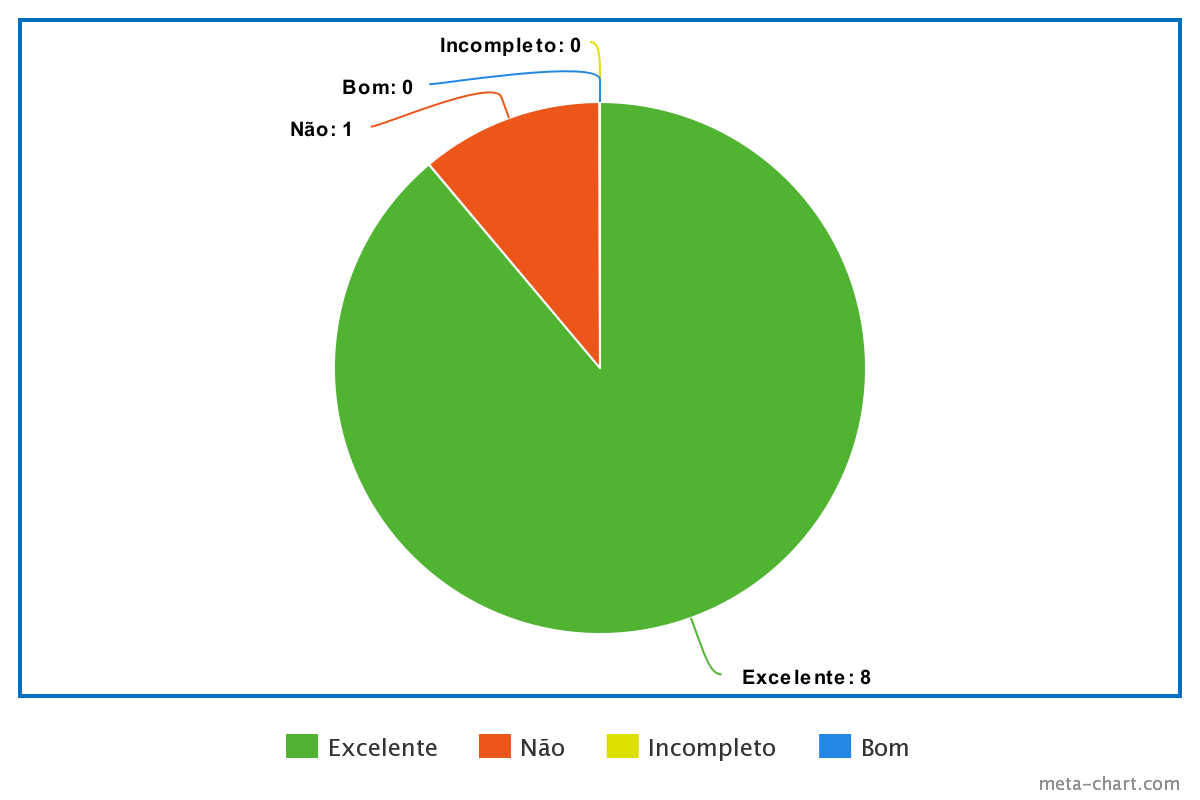 Incompleto: 0
Bom: 0
Não: 1
Excelente: 8
Excelente Não Incompleto Bom
meta-chart.com